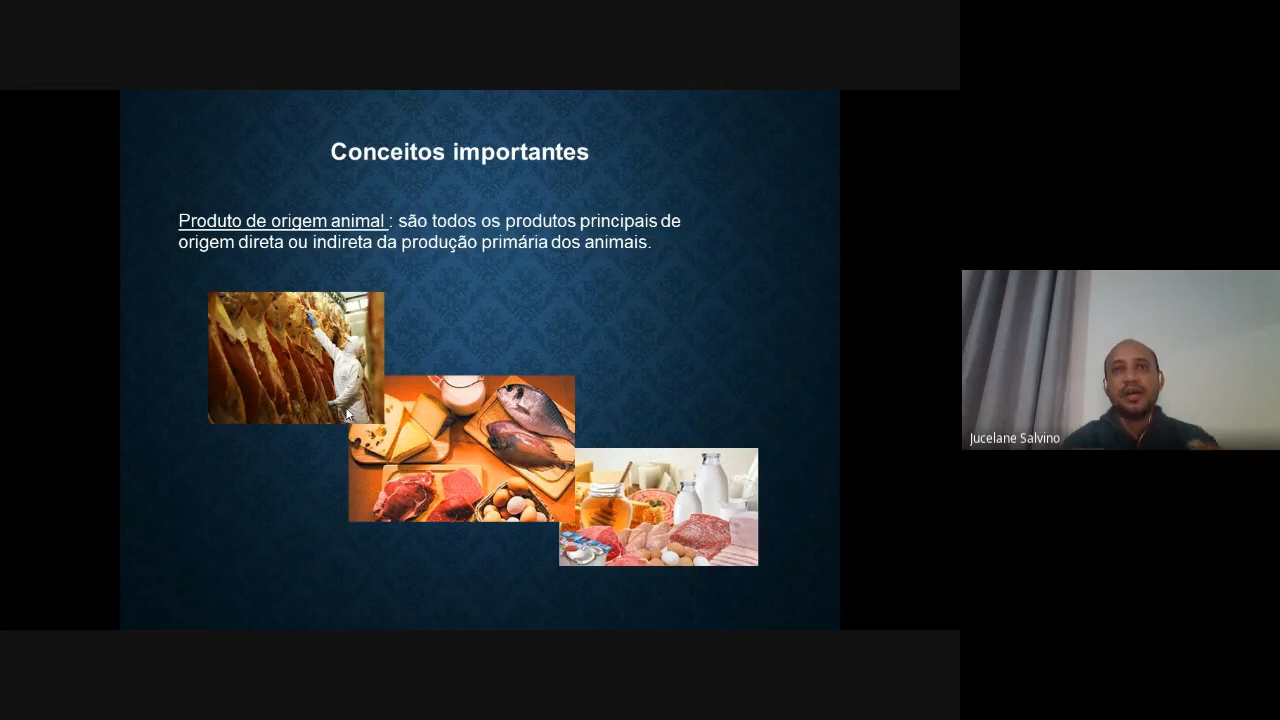 Conceitos importantes
Produto de origem animal : são todos os produtos principais de
origem direta ou indireta da produção primária dos animais.
Jucelane Salvino